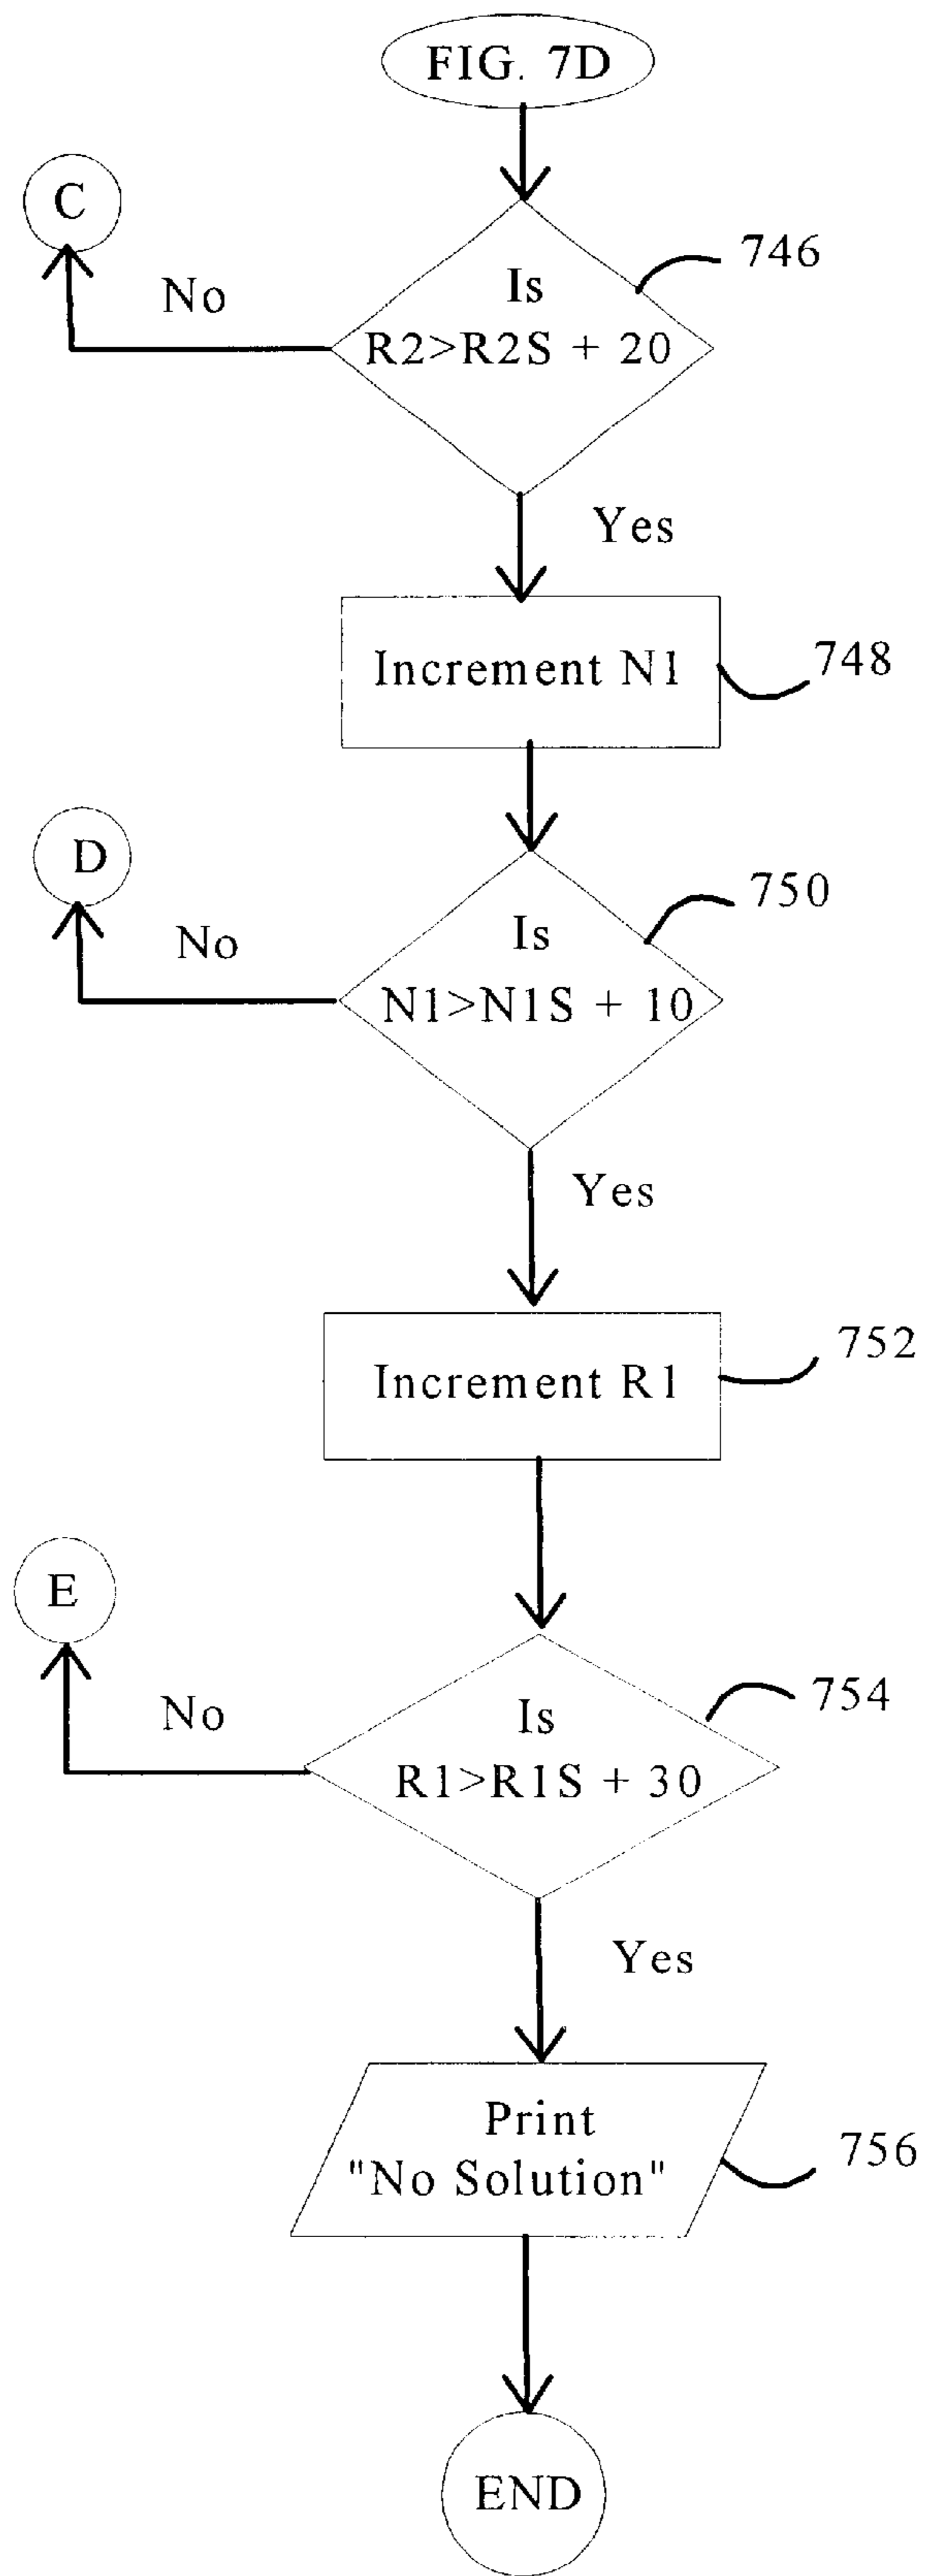 FIG. 7D
C
746
No
Is
R2>R2S + 20
Yes
Increment N1
748
D
750
No
Is
N1>N1S + 10
Yes
Increment R1
752
E
754
No
Is
R1>R1S + 30
Yes
Print
"No Solution"
756
END